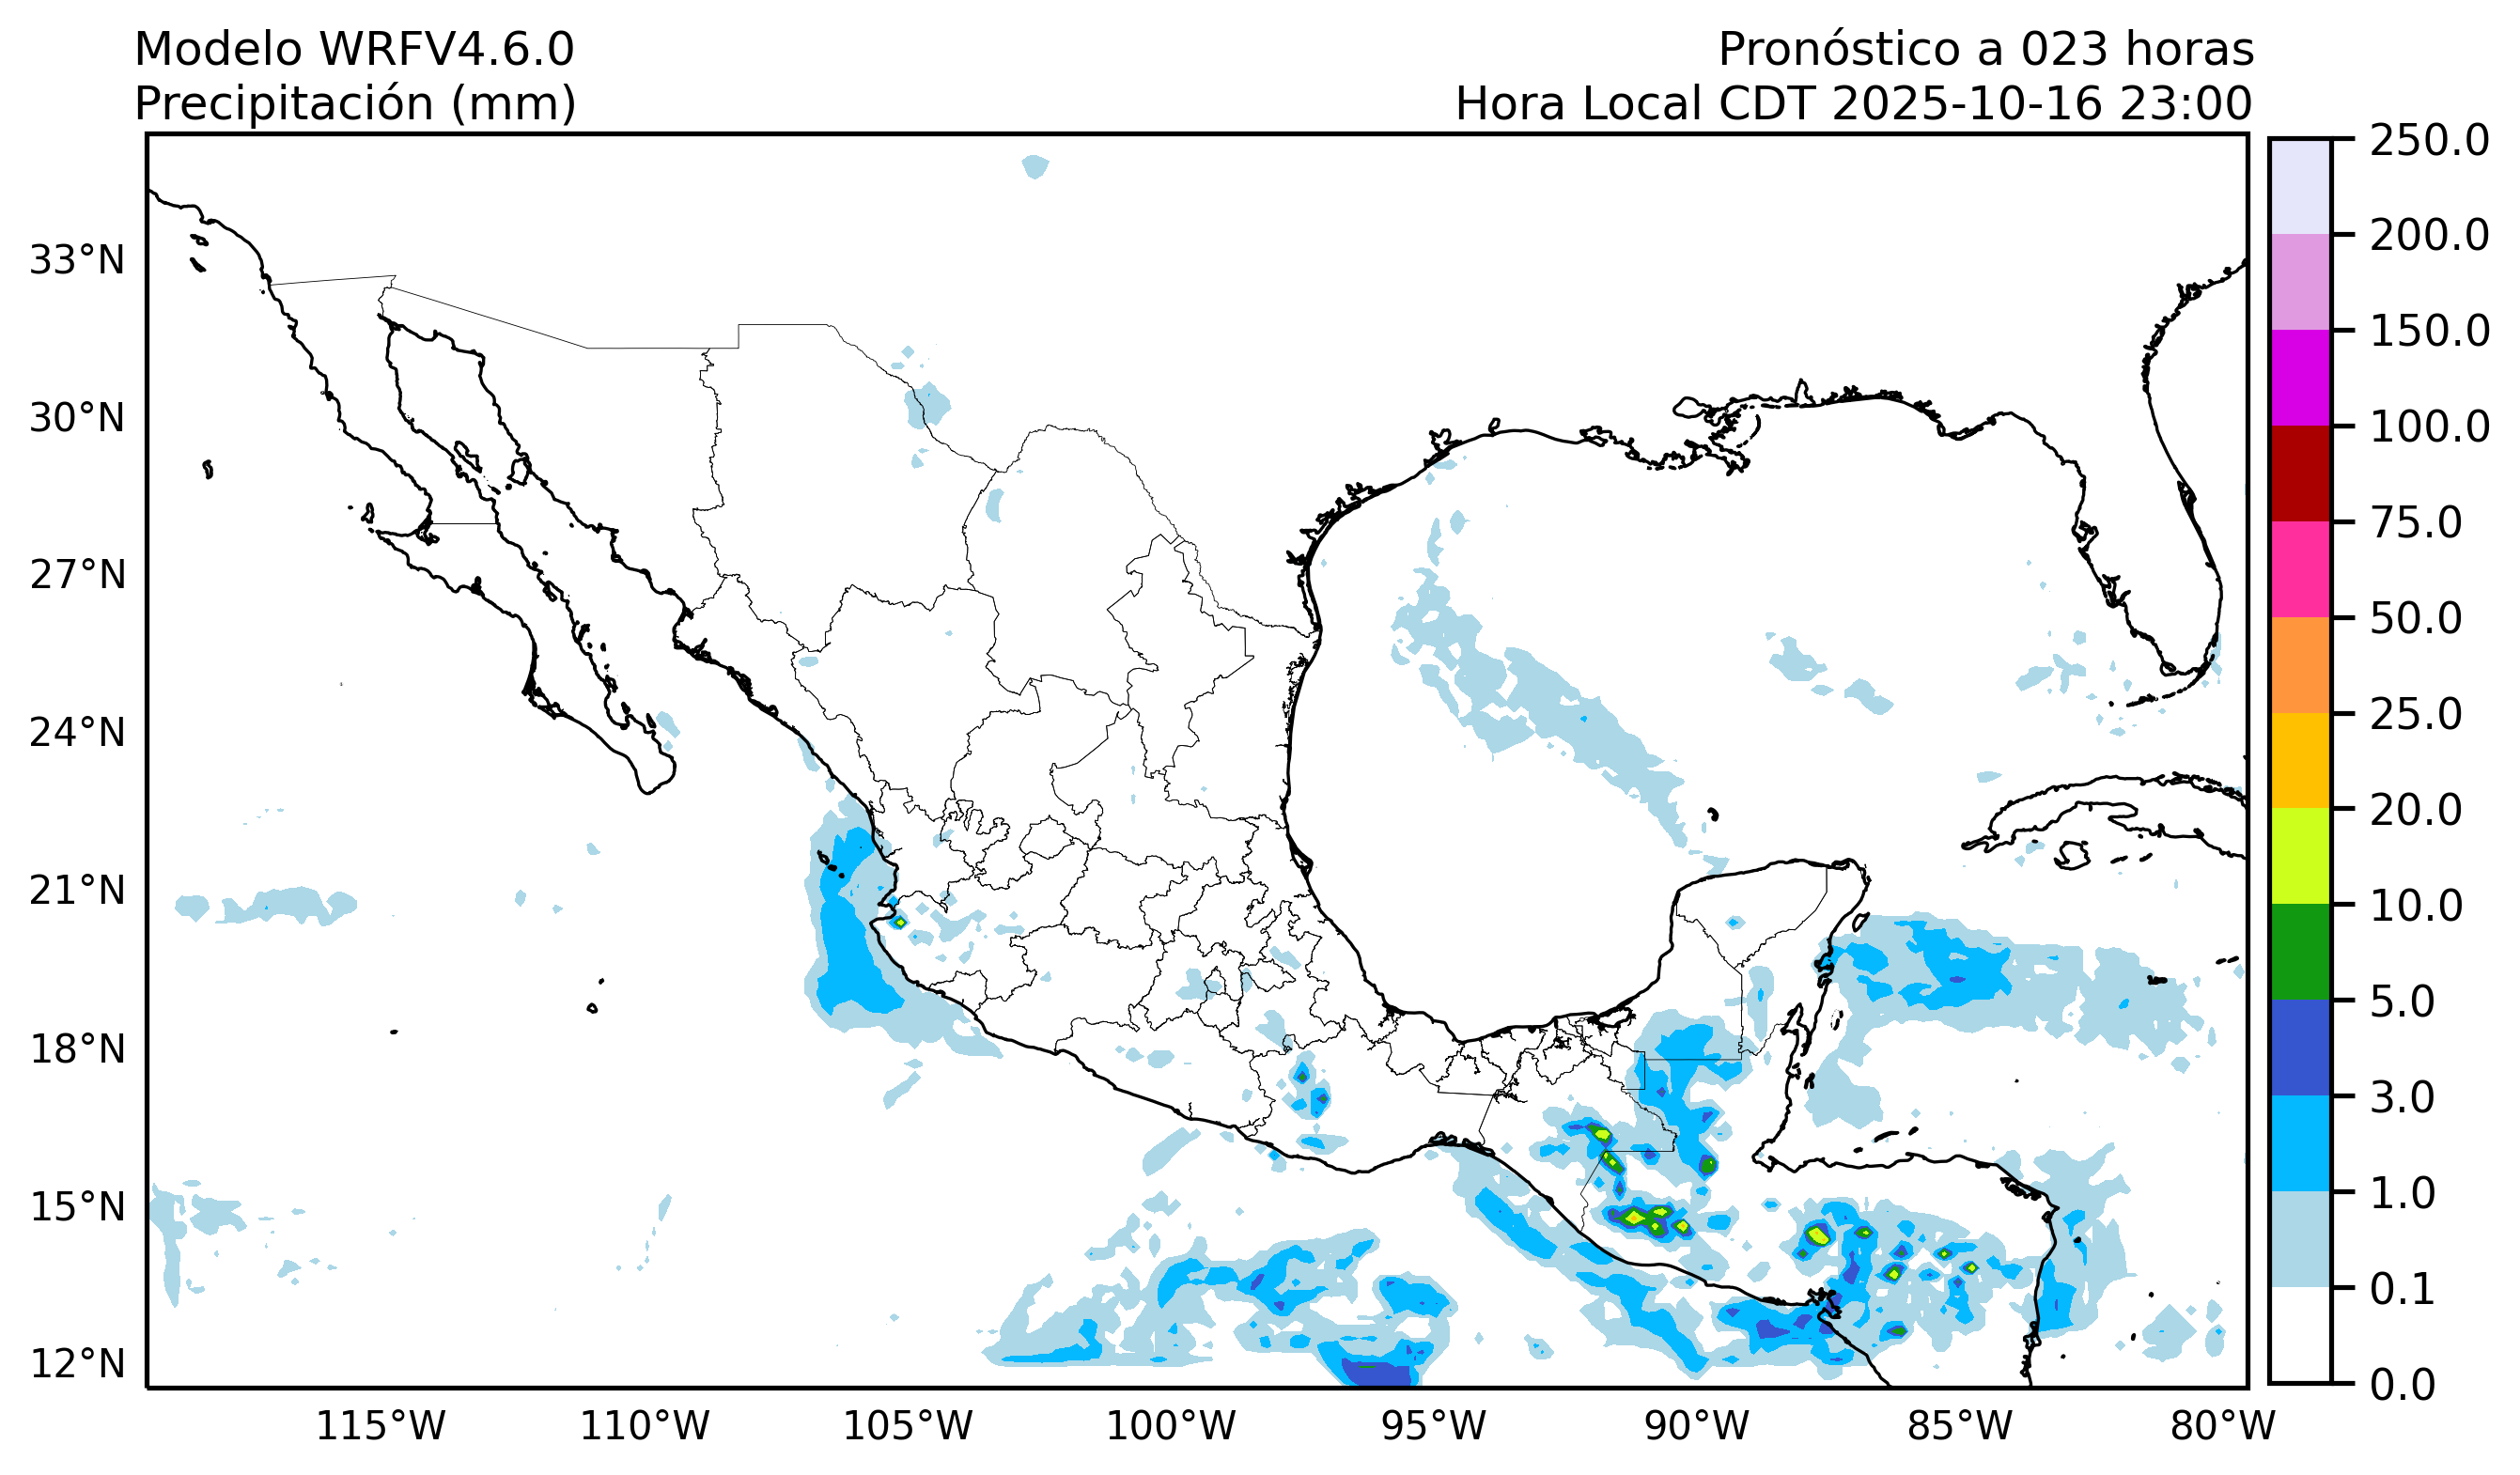 Modelo WRFV4.6.0
Precipitación (mm)
Pronóstico a 023 horas
Hora Local CDT 2025-10-16 23:00
33°N
30°N
27°N
24°N
21°N
18°N
15°N
12°N
115°W
110°W
105°W
100°W
95°W
90°W
85°W
80°W
250.0
200.0
150.0
100.0
75.0
50.0
25.0
20.0
10.0
5.0
3.0
1.0
0.1
0.0